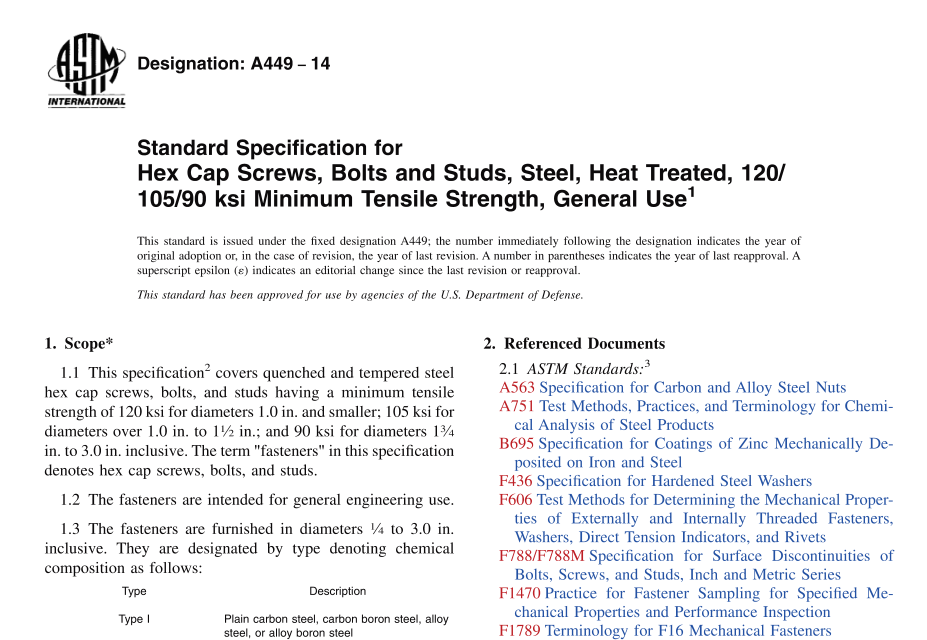 ASTM
INTERNATIONAL
Designation: A449 – 14
Standard Specification for
Hex Cap Screws, Bolts and Studs, Steel, Heat Treated, 120/
105/90 ksi Minimum Tensile Strength, General Use1
This standard is issued under the fixed designation A449; the number immediately following the designation indicates the year of
original adoption or, in the case of revision, the year of last revision. A number in parentheses indicates the year of last reapproval. A
superscript epsilon (ε) indicates an editorial change since the last revision or reapproval.
This standard has been approved for use by agencies of the U.S. Department of Defense.
1. Scope*
1.1 This specification2 covers quenched and tempered steel
hex cap screws, bolts, and studs having a minimum tensile
strength of 120 ksi for diameters 1.0 in. and smaller; 105 ksi for
diameters over 1.0 in. to 1½ in.; and 90 ksi for diameters 1¾
in. to 3.0 in. inclusive. The term "fasteners" in this specification
denotes hex cap screws, bolts, and studs.
1.2 The fasteners are intended for general engineering use.
1.3 The fasteners are furnished in diameters ¼ to 3.0 in.
inclusive. They are designated by type denoting chemical
composition as follows:
Type Description
Type I Plain carbon steel, carbon boron steel, alloy
steel, or alloy boron steel
2. Referenced Documents
2.1 ASTM Standards:3
A563 Specification for Carbon and Alloy Steel Nuts
A751 Test Methods, Practices, and Terminology for Chemi-
cal Analysis of Steel Products
B695 Specification for Coatings of Zinc Mechanically De-
posited on Iron and Steel
F436 Specification for Hardened Steel Washers
F606 Test Methods for Determining the Mechanical Proper-
ties of Externally and Internally Threaded Fasteners,
Washers, Direct Tension Indicators, and Rivets
F788/F788M Specification for Surface Discontinuities of
Bolts, Screws, and Studs, Inch and Metric Series
F1470 Practice for Fastener Sampling for Specified Me-
chanical Properties and Performance Inspection
F1789 Terminology for F16 Mechanical Fasteners